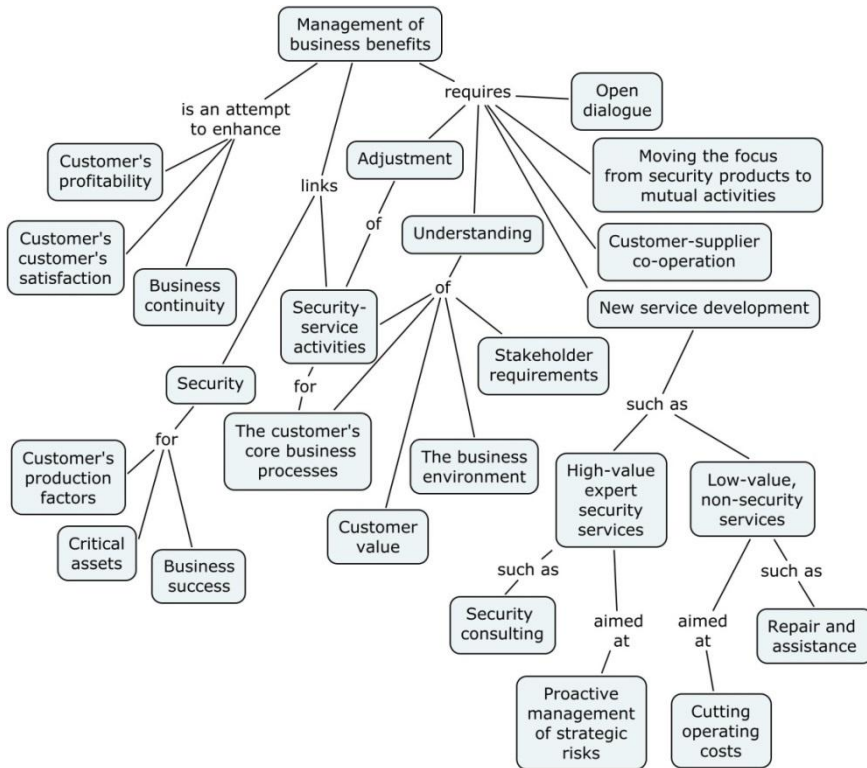 Management of
business benefits
is an attempt
to enhance
requires
Open
dialogue
Customer's
profitability
links
Adjustment
Moving the focus
from security products to
mutual activities
Customer's
customer's
satisfaction
of
Understanding
Customer-supplier
co-operation
Business
continuity
Security-
service
activities
of
New service development
Security
for
Stakeholder
requirements
such as
for
The customer's
core business
processes
The business
environment
Customer's
production
factors
High-value
expert
security
services
Low-value,
non-security
services
Critical
assets
Business
success
Customer
value
such as
such as
Security
consulting
aimed
at
aimed
at
Repair and
assistance
Proactive
management
of strategic
risks
Cutting
operating
costs